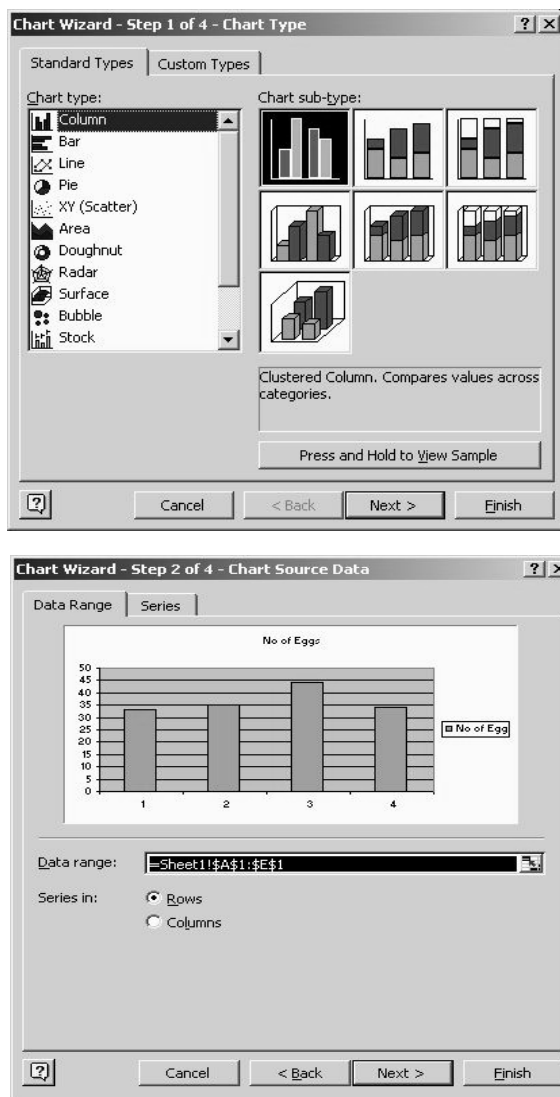 Chart Wizard - Step 1 of 4 - Chart Type
Standard Types Custom Types
Chart type: Chart sub-type:
Column
Bar
Line
Pie
XY (Scatter)
Area
Doughnut
Radar
Surface
Bubble
Stock
Clustered Column. Compares values across
categories.
Press and Hold to View Sample
Cancel < Back Next > Finish
Chart Wizard - Step 2 of 4 - Chart Source Data
Data Range Series
No of Eggs
50
45
40
35
30
25
20
15
10
5
0
No of Egg
1 2 3 4
Data range: =Sheet1!$A$1:$E$1
Series in: Rows
Columns
Cancel < Back Next > Finish